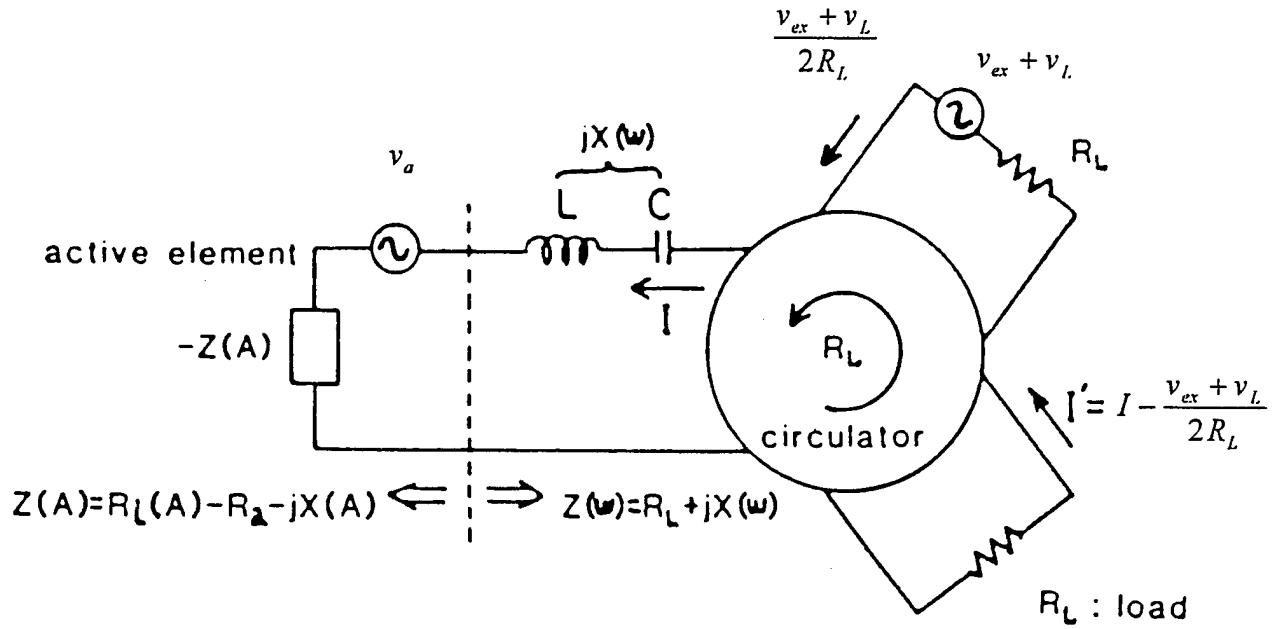 (v_ex + v_L) / 2R_L
v_ex + v_L
R_L
jX(ω)
v_a
L
C
active element
I
-Z(A)
R_L
I' = I - (v_ex + v_L) / 2R_L
circulator
Z(A)=R_L(A)-R_a-jX(A)
Z(ω)=R_L+jX(ω)
R_L : load